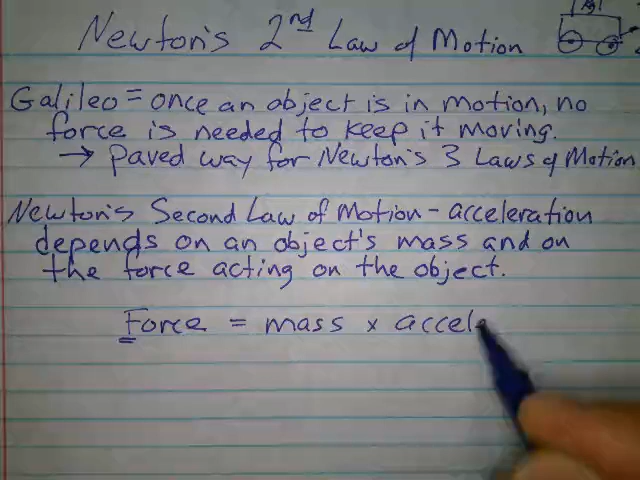 Newton's 2nd Law of Motion
Galileo = once an object is in motion, no
force is needed to keep it moving.
→ paved way for Newton's 3 Laws of Motion
Newton's Second Law of Motion - acceleration
depends on an object's mass and on
the force acting on the object.
Force = mass x accele